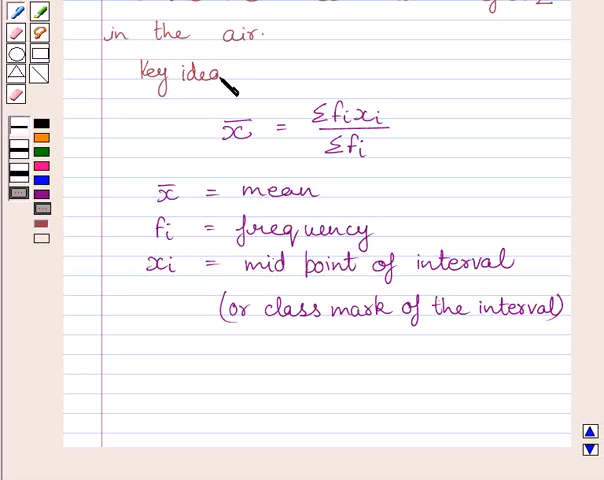 in the air.
Key idea
x̄ = Σfixi / Σfi
x̄ = mean
fi = frequency
xi = mid point of interval
(or class mark of the interval)